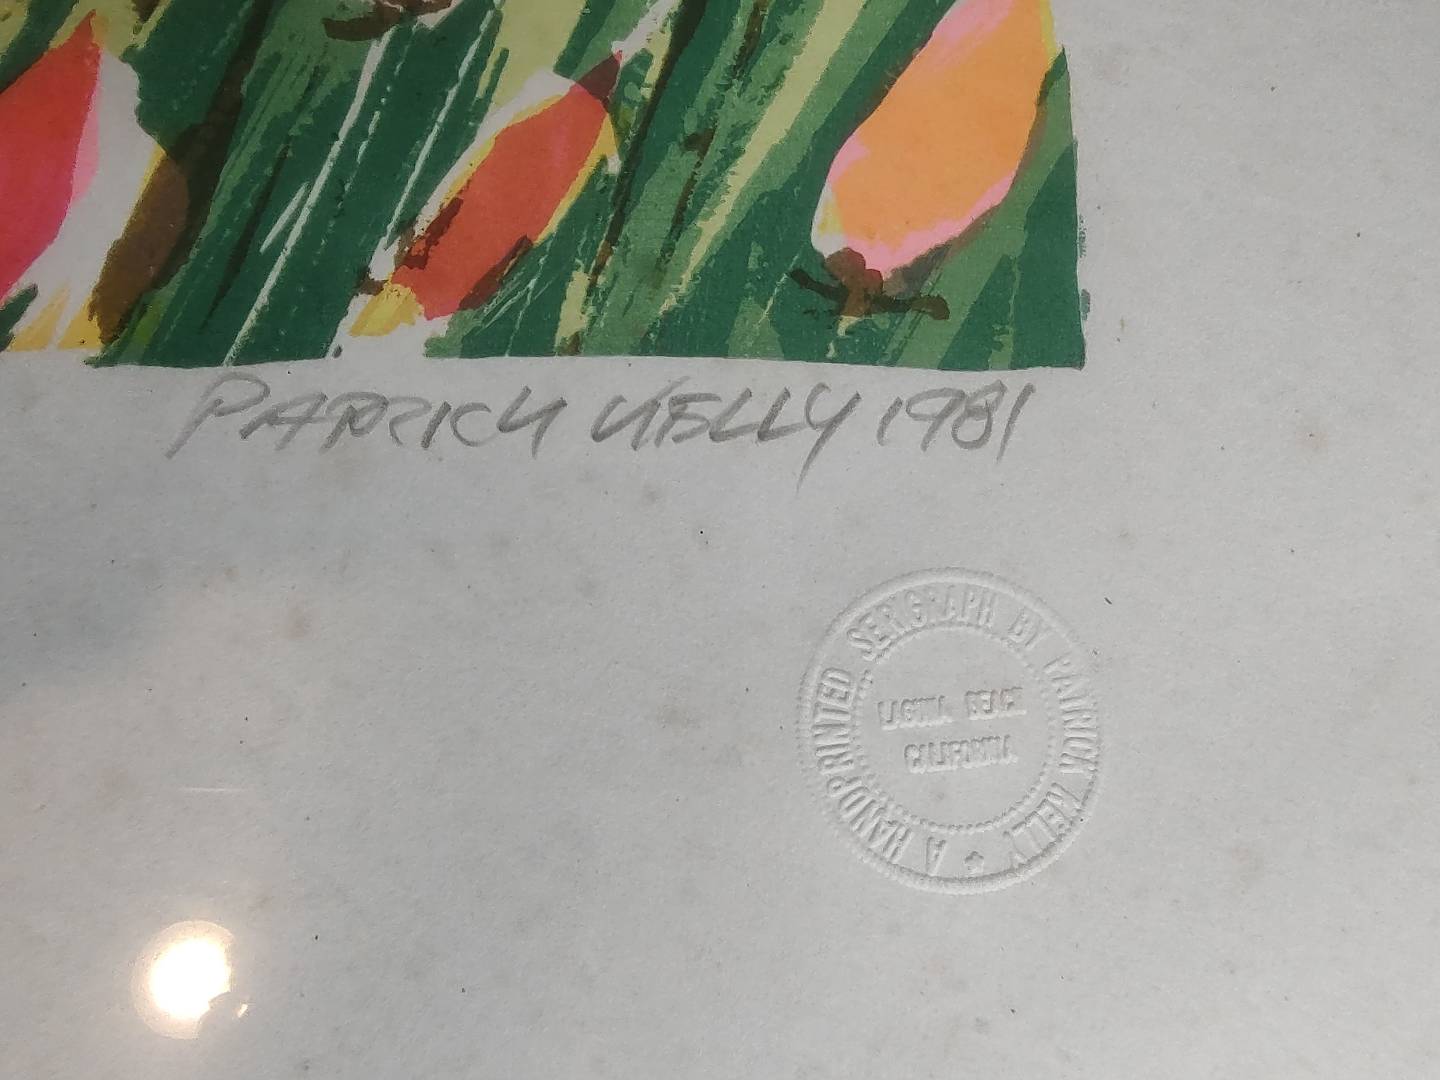 PATRICK KELLY 1981
A HANDPRINTED SERIGRAPH BY PATRICK KELLY ★
LAGUNA BEACH
CALIFORNIA